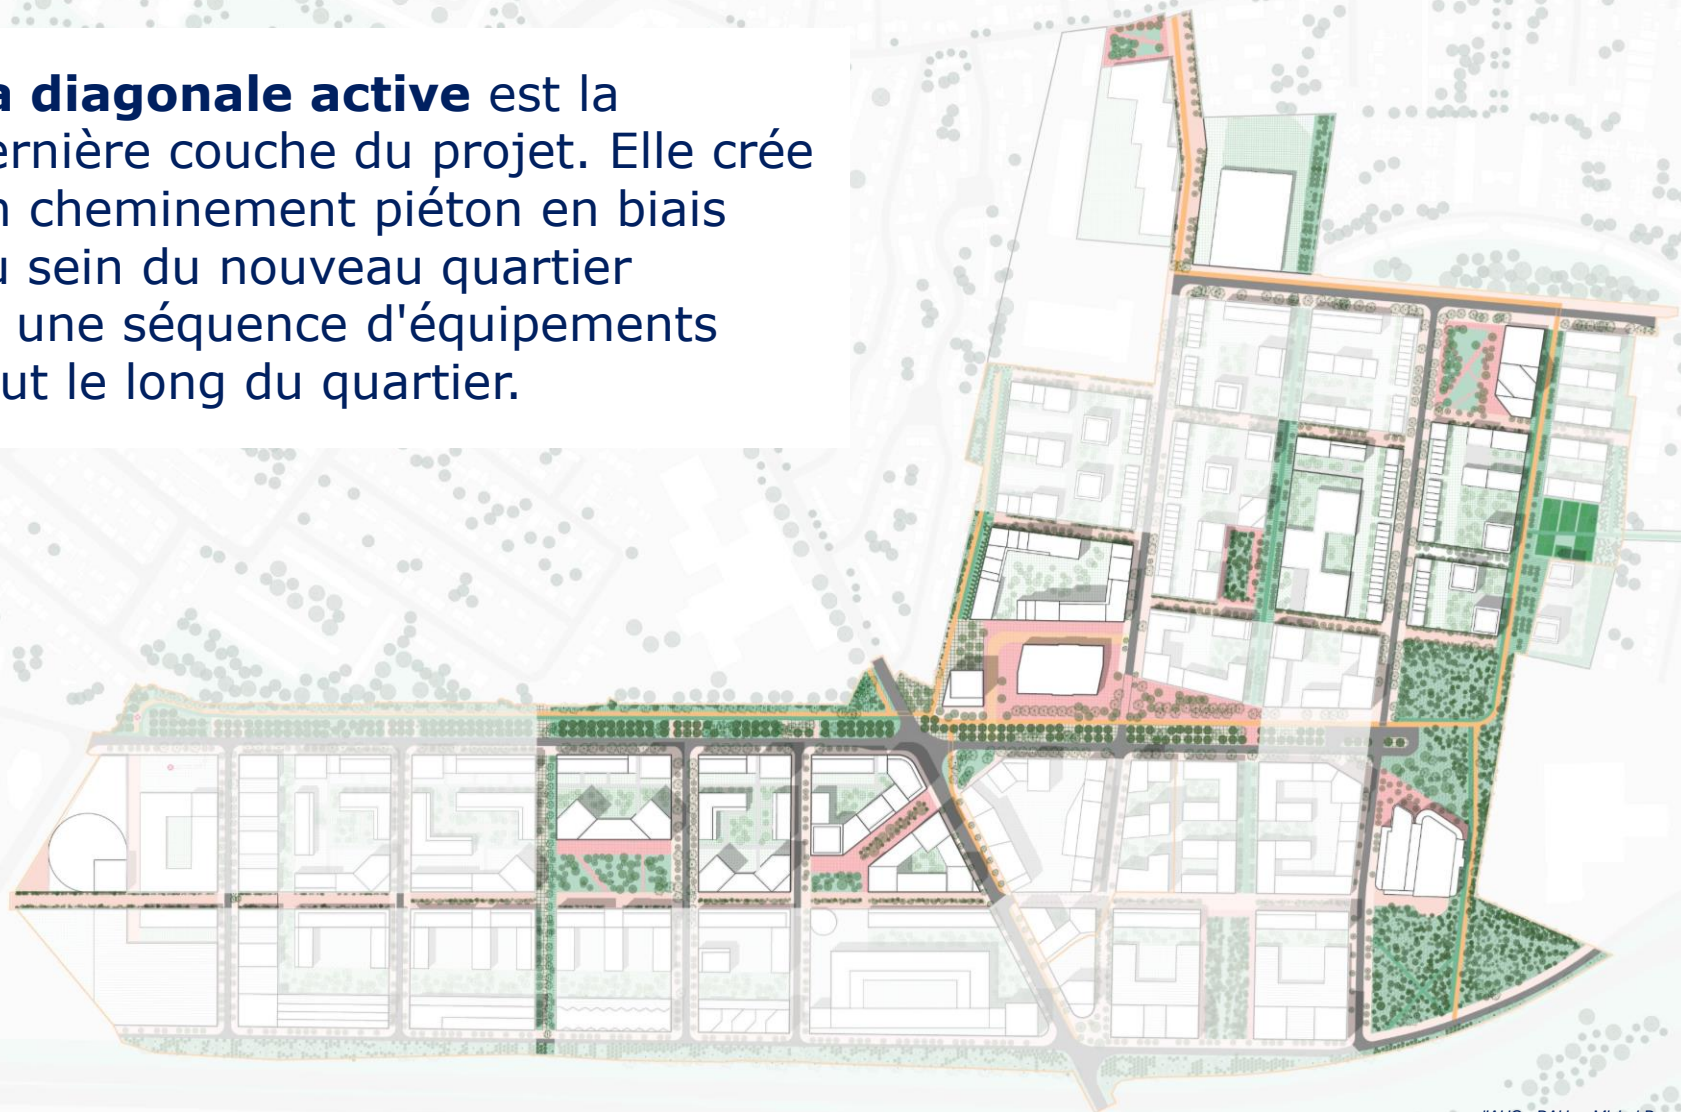 a diagonale active est la
ernière couche du projet. Elle crée
n cheminement piéton en biais
u sein du nouveau quartier
une séquence d'équipements
ut le long du quartier.